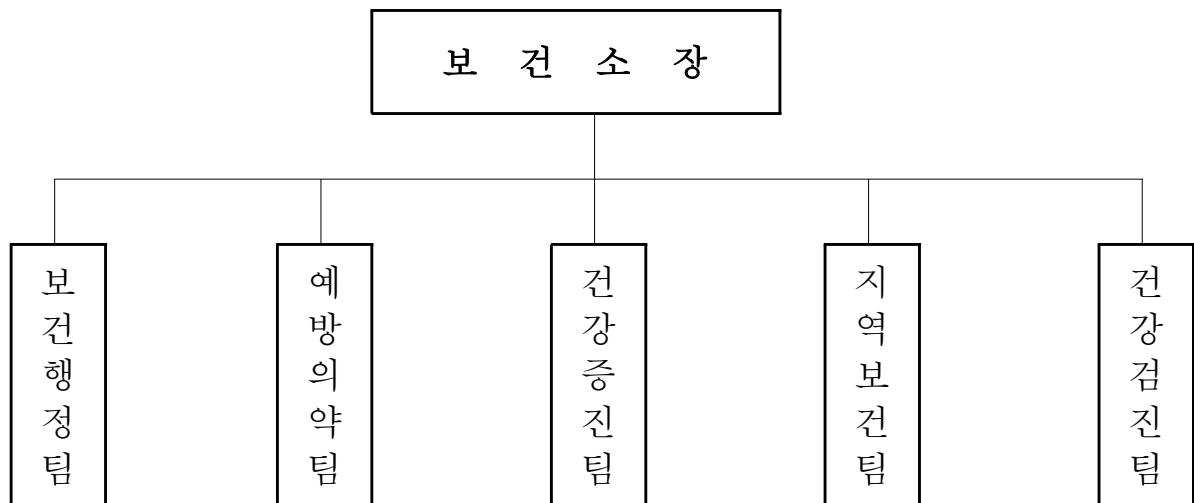 보 건 소 장
보건행정팀
예방의약팀
건강증진팀
지역보건팀
건강검진팀